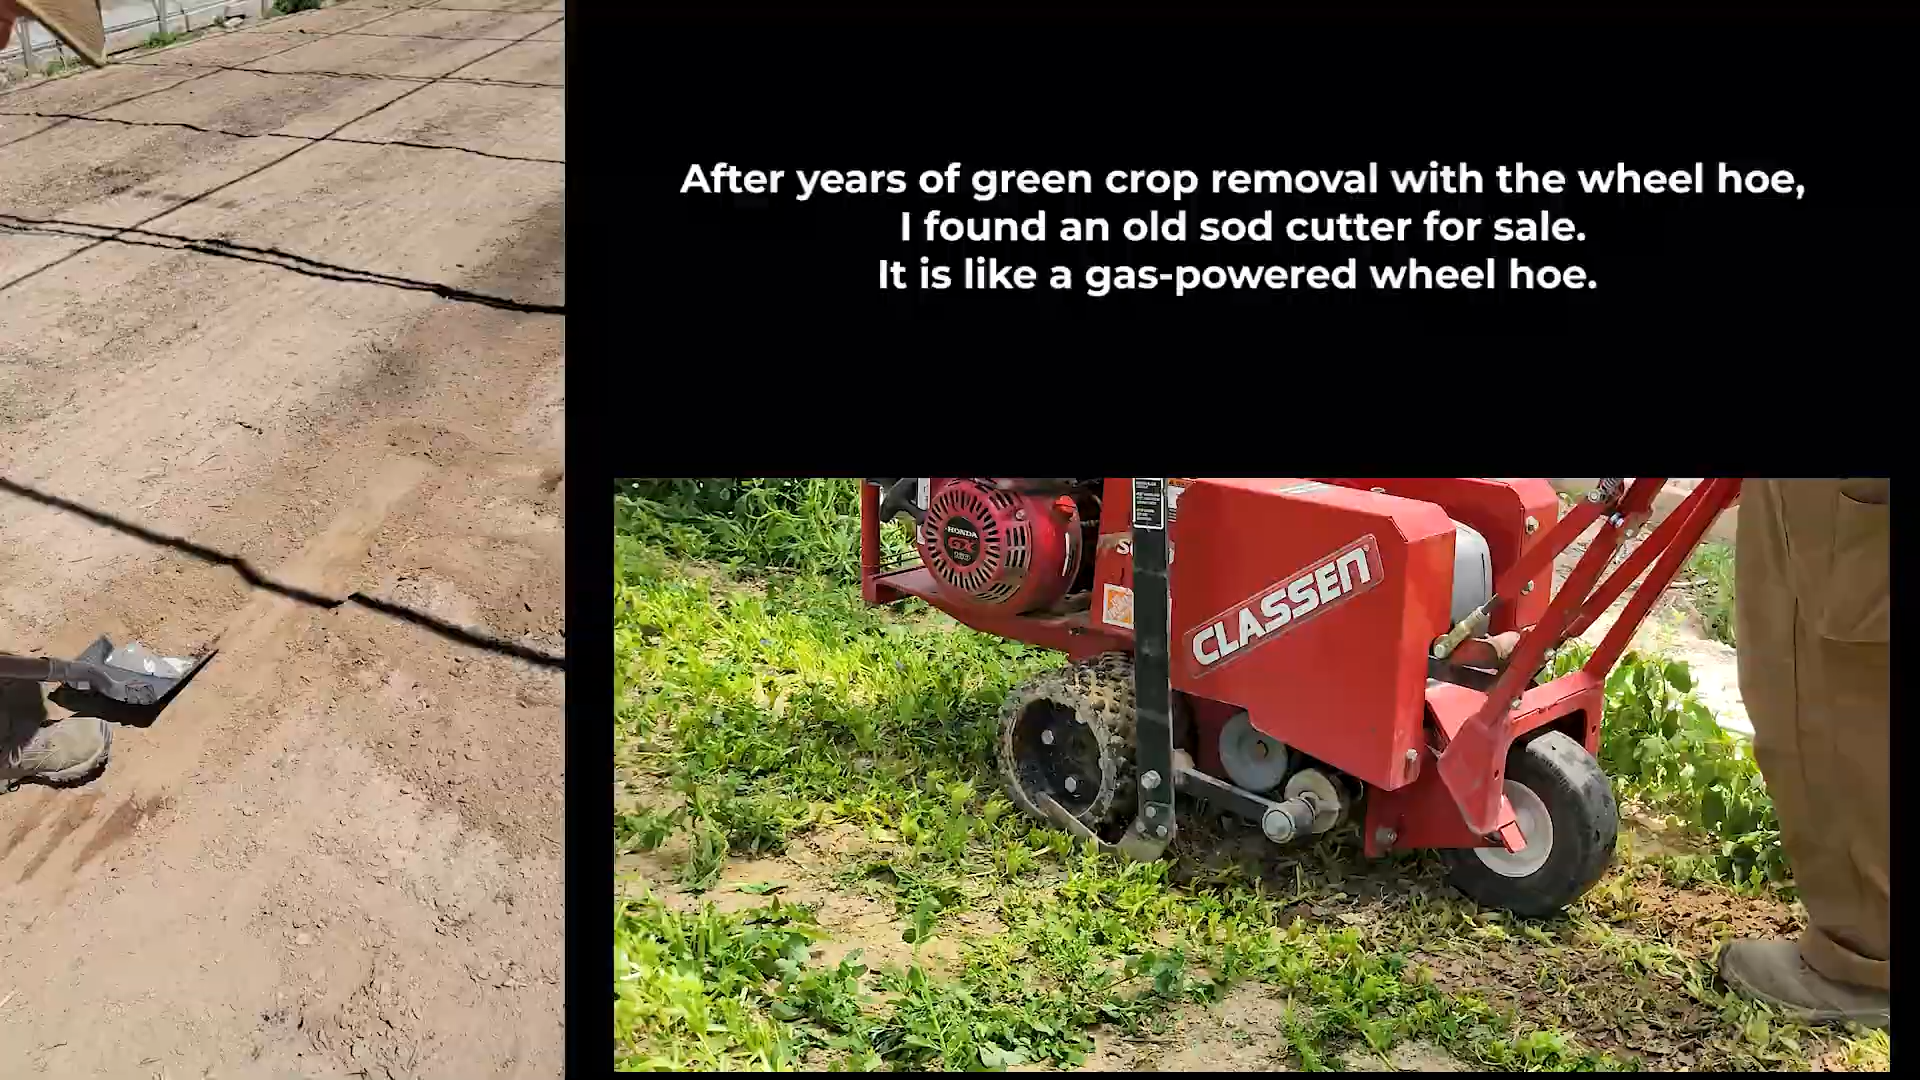 After years of green crop removal with the wheel hoe,
I found an old sod cutter for sale.
It is like a gas-powered wheel hoe.
HONDA
GX
CLASSEN